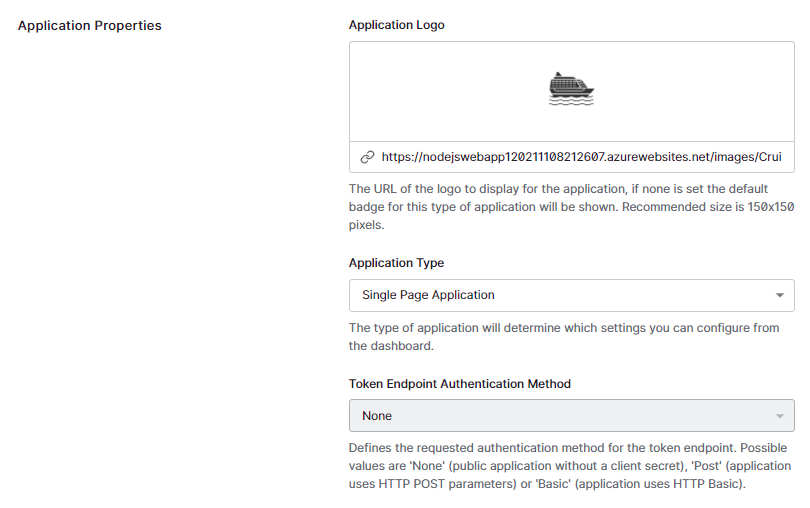 Application Properties
Application Logo
https://nodejswebapp120211108212607.azurewebsites.net/images/Crui
The URL of the logo to display for the application, if none is set the default
badge for this type of application will be shown. Recommended size is 150x150
pixels.
Application Type
Single Page Application
The type of application will determine which settings you can configure from
the dashboard.
Token Endpoint Authentication Method
None
Defines the requested authentication method for the token endpoint. Possible
values are 'None' (public application without a client secret), 'Post' (application
uses HTTP POST parameters) or 'Basic' (application uses HTTP Basic).